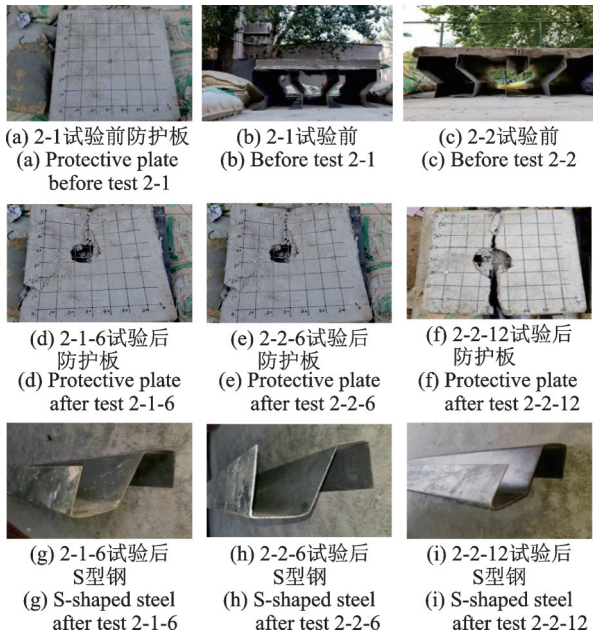 (a) 2-1试验前防护板
(a) Protective plate
before test 2-1
(b) 2-1试验前
(b) Before test 2-1
(c) 2-2试验前
(c) Before test 2-2
(d) 2-1-6试验后
防护板
(d) Protective plate
after test 2-1-6
(e) 2-2-6试验后
防护板
(e) Protective plate
after test 2-2-6
(f) 2-2-12试验后
防护板
(f) Protective plate
after test 2-2-12
(g) 2-1-6试验后
S型钢
(g) S-shaped steel
after test 2-1-6
(h) 2-2-6试验后
S型钢
(h) S-shaped steel
after test 2-2-6
(i) 2-2-12试验后
S型钢
(i) S-shaped steel
after test 2-2-12